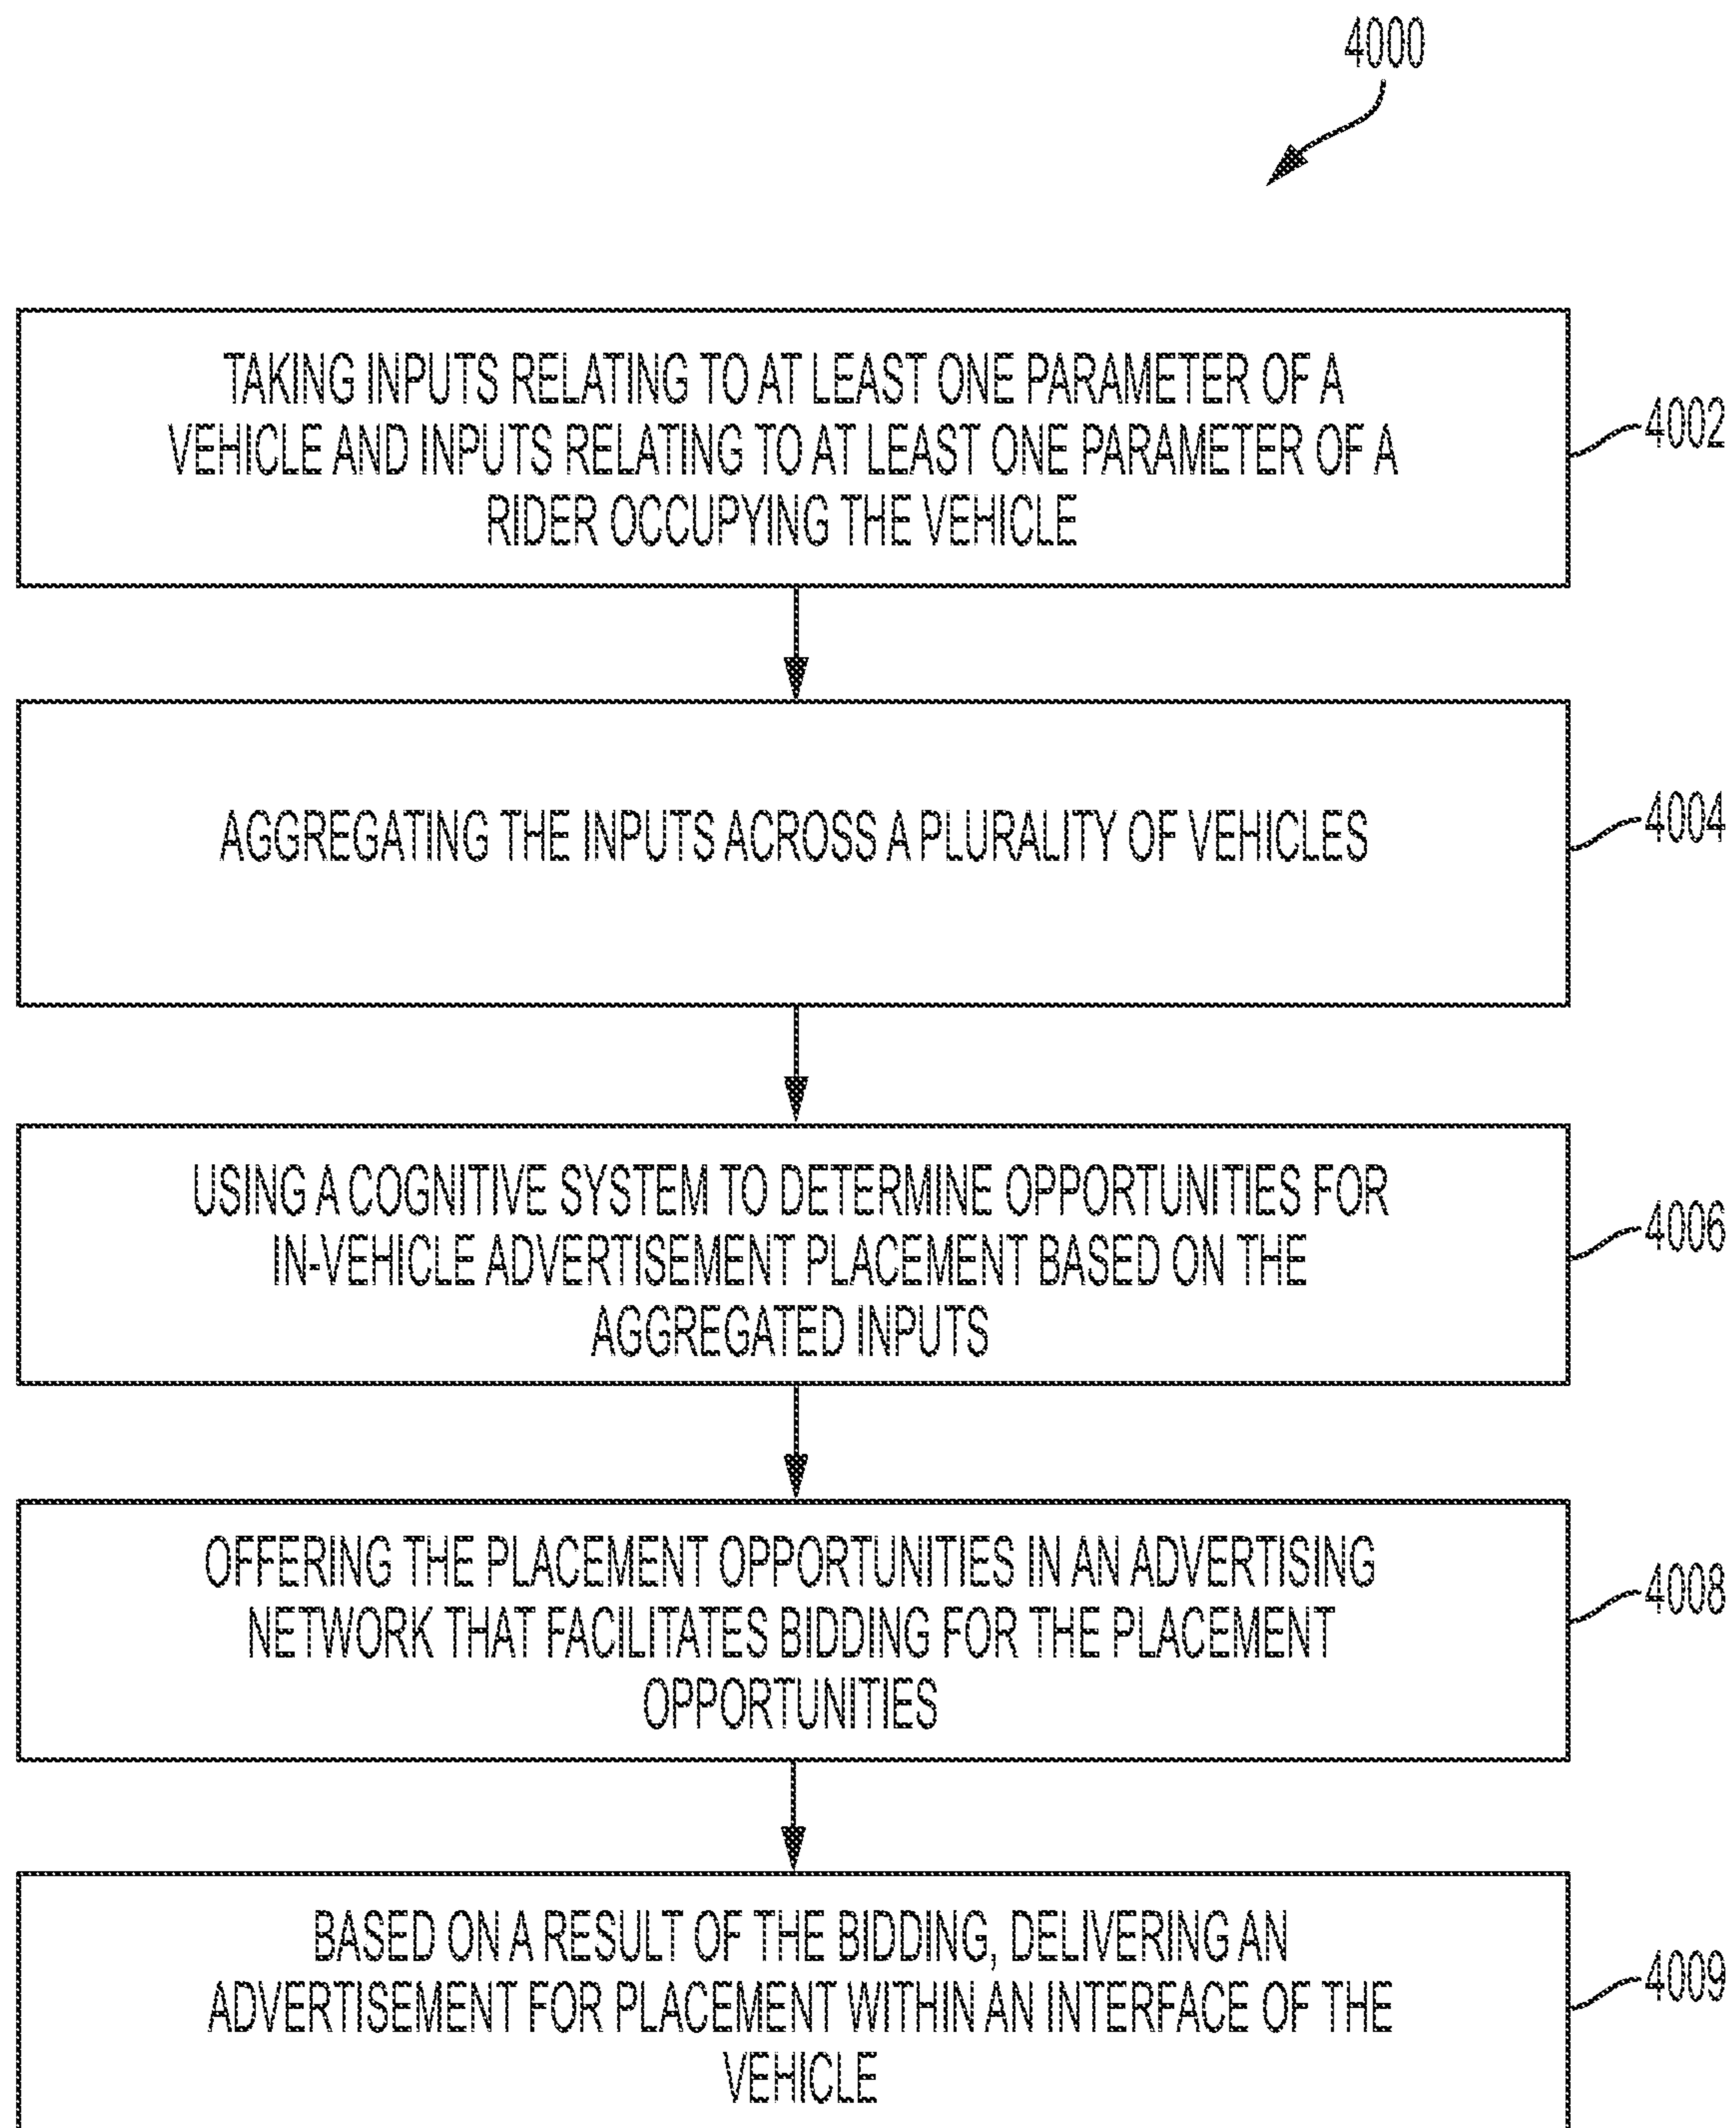 4000
TAKING INPUTS RELATING TO AT LEAST ONE PARAMETER OF A
VEHICLE AND INPUTS RELATING TO AT LEAST ONE PARAMETER OF A
RIDER OCCUPYING THE VEHICLE
4002
AGGREGATING THE INPUTS ACROSS A PLURALITY OF VEHICLES
4004
USING A COGNITIVE SYSTEM TO DETERMINE OPPORTUNITIES FOR
IN-VEHICLE ADVERTISEMENT PLACEMENT BASED ON THE
AGGREGATED INPUTS
4006
OFFERING THE PLACEMENT OPPORTUNITIES IN AN ADVERTISING
NETWORK THAT FACILITATES BIDDING FOR THE PLACEMENT
OPPORTUNITIES
4008
BASED ON A RESULT OF THE BIDDING, DELIVERING AN
ADVERTISEMENT FOR PLACEMENT WITHIN AN INTERFACE OF THE
VEHICLE
4009